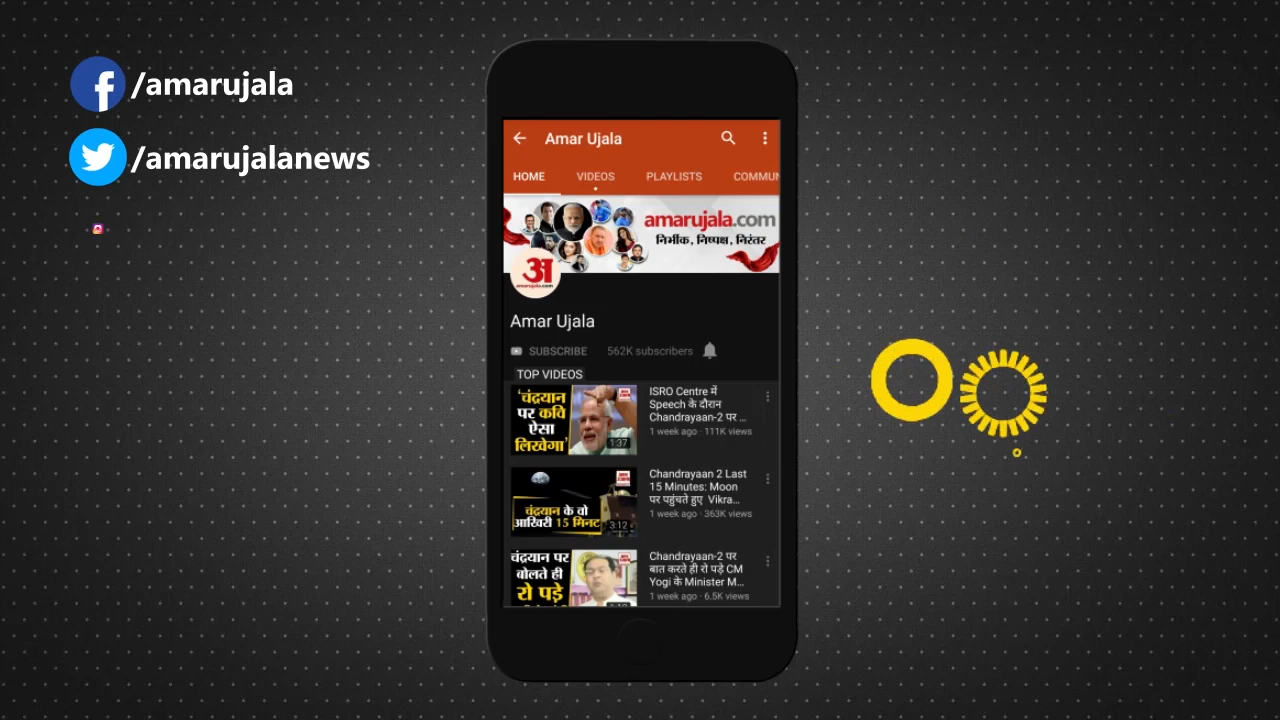 /amarujala
/amarujalanews
Amar Ujala
HOME VIDEOS PLAYLISTS COMMUN
amarujala.com
निर्भीक, निष्पक्ष, निरंतर
अ
amarujala.com
Amar Ujala
SUBSCRIBE 562K subscribers
TOP VIDEOS
'चंद्रयान
पर कवि
ऐसा
लिखेगा'
1:37
ISRO Centre में
Speech के दौरान
Chandrayaan-2 पर ...
1 week ago · 111K views
चंद्रयान के वो
आखिरी 15 मिनट
3:12
Chandrayaan 2 Last
15 Minutes: Moon
पर पहुंचते हुए Vikra...
1 week ago · 363K views
चंद्रयान पर
बोलते ही
रो पड़े
Chandrayaan-2 पर
बात करते ही रो पड़े CM
Yogi के Minister M...
1 week ago · 6.5K views